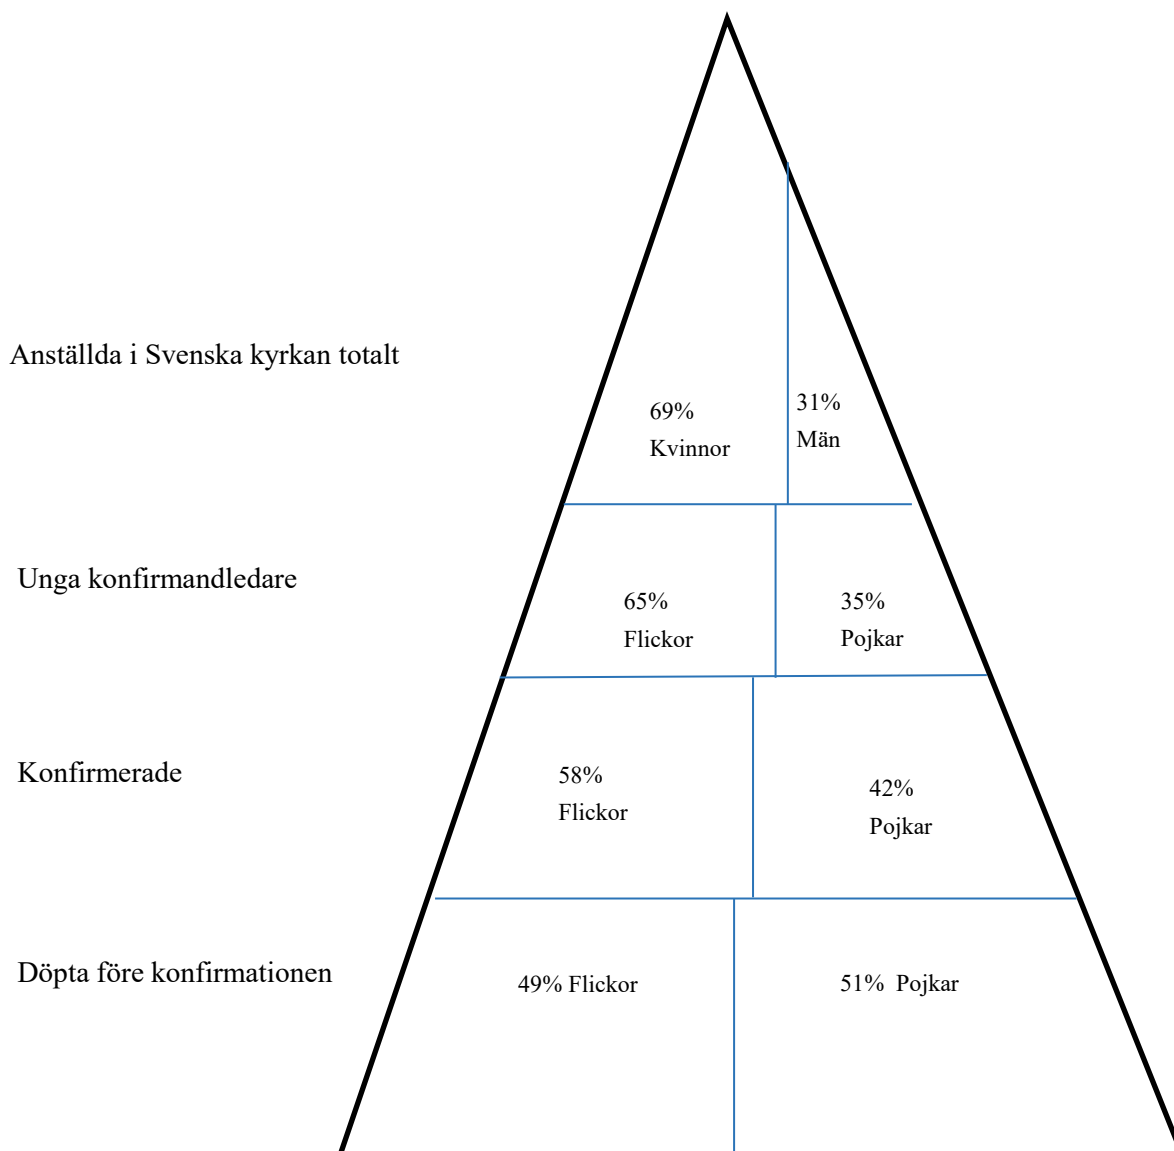 Anställda i Svenska kyrkan totalt
69%
Kvinnor
31%
Män
Unga konfirmandledare
65%
Flickor
35%
Pojkar
Konfirmerade
58%
Flickor
42%
Pojkar
Döpta före konfirmationen
49% Flickor
51% Pojkar